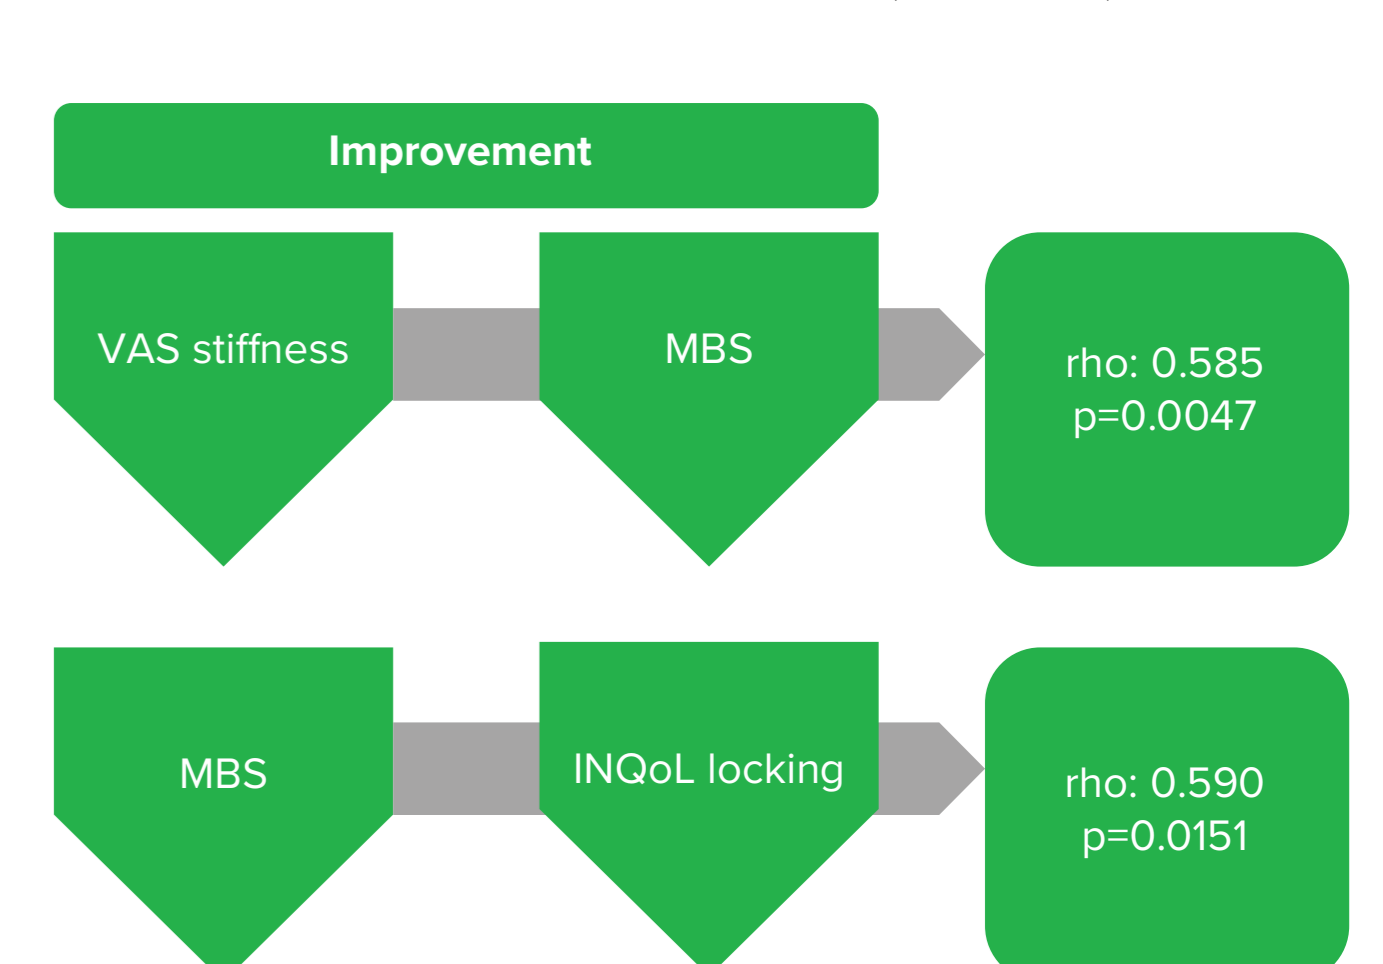 Improvement
VAS stiffness
MBS
rho: 0.585
p=0.0047
MBS
INQoL locking
rho: 0.590
p=0.0151